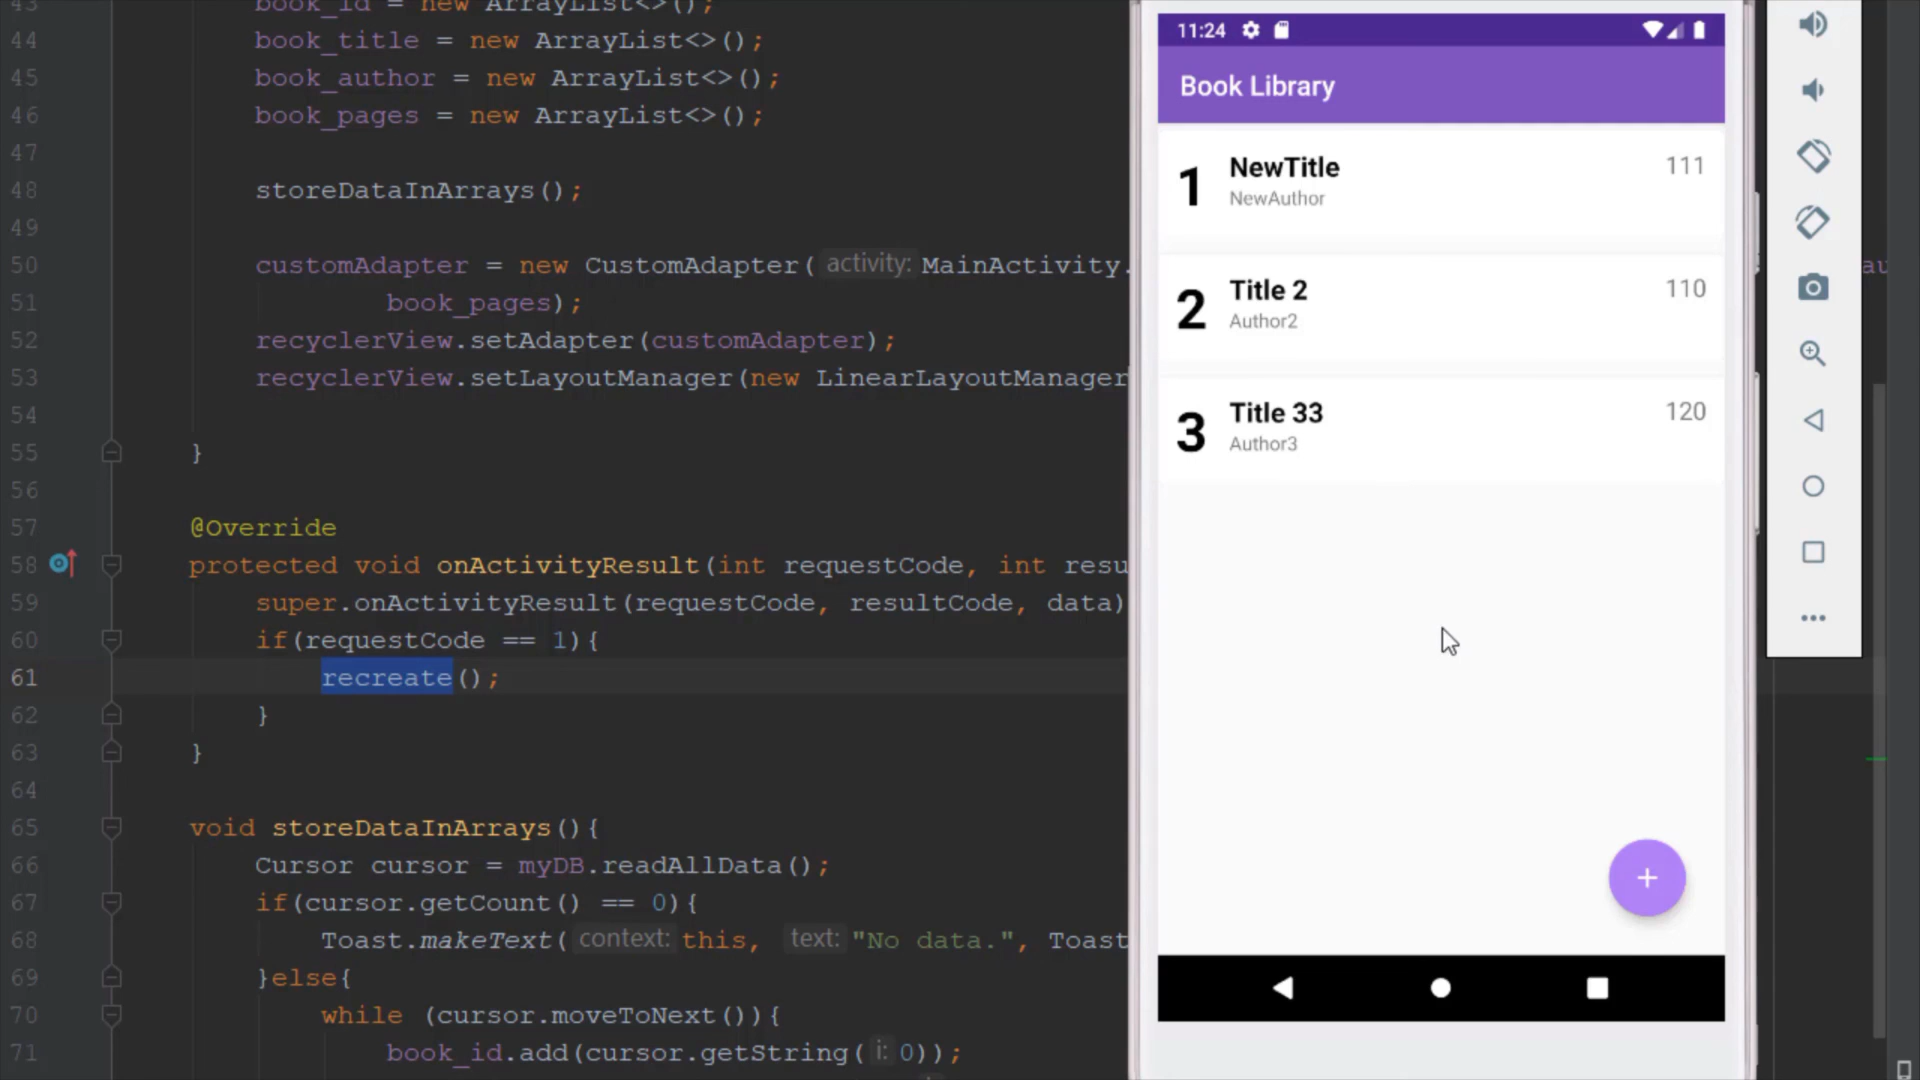 43 book_id = new ArrayList<>();
44 book_title = new ArrayList<>();
45 book_author = new ArrayList<>();
46 book_pages = new ArrayList<>();
47
48 storeDataInArrays();
49
50 customAdapter = new CustomAdapter( activity: MainActivity. au
51 book_pages);
52 recyclerView.setAdapter(customAdapter);
53 recyclerView.setLayoutManager(new LinearLayoutManager
54
55 }
56
57 @Override
58 protected void onActivityResult(int requestCode, int resu
59 super.onActivityResult(requestCode, resultCode, data)
60 if(requestCode == 1){
61 recreate();
62 }
63 }
64
65 void storeDataInArrays(){
66 Cursor cursor = myDB.readAllData();
67 if(cursor.getCount() == 0){
68 Toast.makeText( context: this, text: "No data.", Toast
69 }else{
70 while (cursor.moveToNext()){
71 book_id.add(cursor.getString( i: 0));
11:24
Book Library
1 NewTitle 111
NewAuthor
2 Title 2 110
Author2
3 Title 33 120
Author3
+